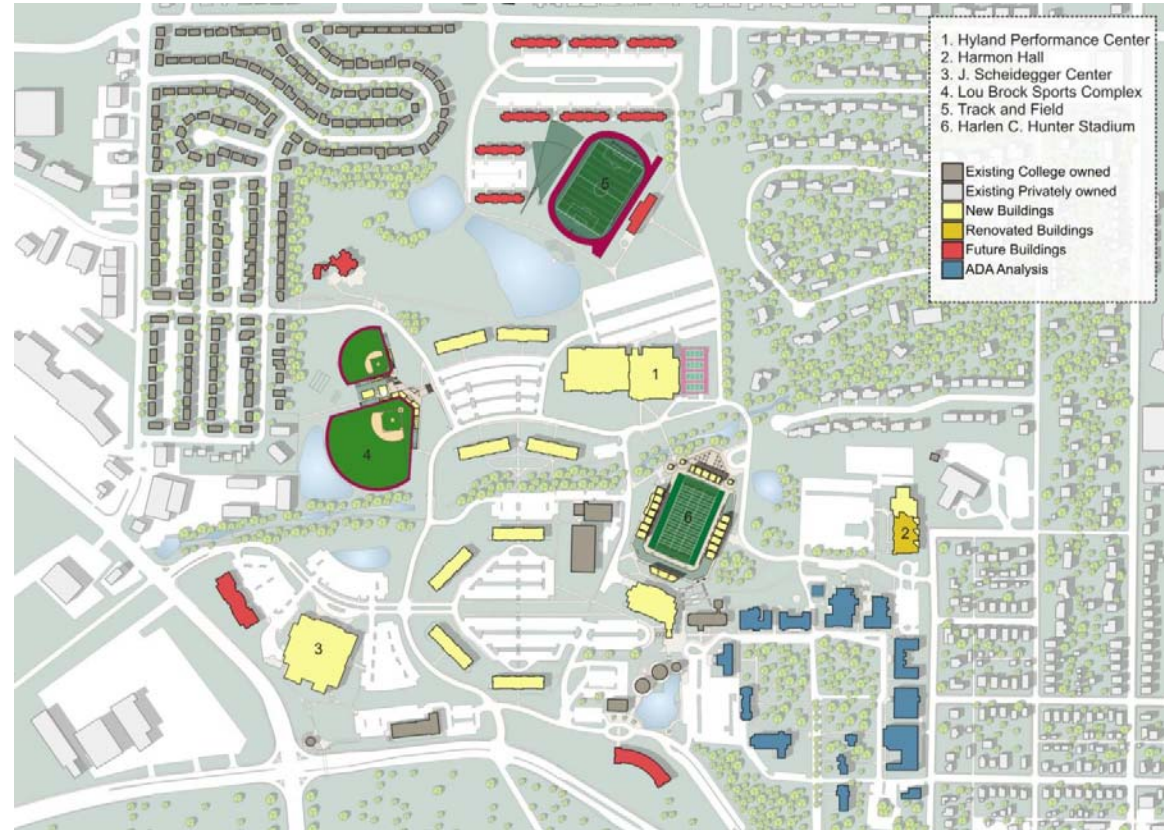 1. Hyland Performance Center
2. Harmon Hall
3. J. Scheidegger Center
4. Lou Brock Sports Complex
5. Track and Field
6. Harlen C. Hunter Stadium
Existing College owned
Existing Privately owned
New Buildings
Renovated Buildings
Future Buildings
ADA Analysis
5
1
4
6
2
3